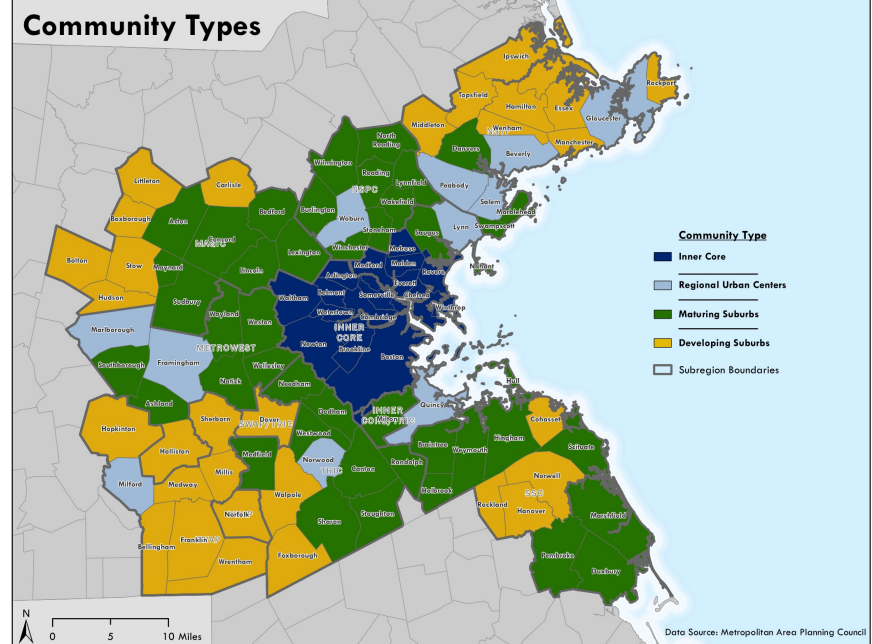 Community Types
Ipswich
Rockport
Topsfield
Hamilton
Essex
Gloucester
Middleton
Wenham
Manchester
Danvers
Beverly
North
Reading
Wilmington
Reading
Lynnfield
Peabody
NSPC
Wakefield
Salem
Marblehead
Littleton
Carlisle
Boxborough
Acton
Bedford
Burlington
Woburn
Stoneham
Saugus
Lynn
Swampscott
Concord
Lexington
Winchester
Melrose
Nahant
Bolton
Stow
Maynard
Lincoln
Arlington
Medford
Malden
Revere
Everett
Hudson
Sudbury
Waltham
Belmont
Somerville
Chelsea
Winthrop
Wayland
Weston
Watertown
Cambridge
Marlborough
INNER
CORE
Newton
Brookline
Boston
METROWEST
Southborough
Framingham
Wellesley
Natick
Needham
Hull
Ashland
Dedham
INNER
Milton
Quincy
Cohasset
Hopkinton
Sherborn
Dover
Westwood
Braintree
Weymouth
Hingham
Scituate
Holliston
Medfield
Norwood
TRIC
Canton
Randolph
Norwell
Milford
Medway
Millis
Walpole
Holbrook
SSC
Rockland
Hanover
Norfolk
Sharon
Stoughton
Marshfield
Franklin
Bellingham
Wrentham
Foxborough
Pembroke
Duxbury
Community Type
Inner Core
Regional Urban Centers
Maturing Suburbs
Developing Suburbs
Subregion Boundaries
N
0 5 10 Miles
Data Source: Metropolitan Area Planning Council